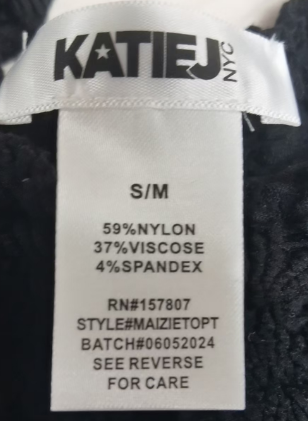 KATIEJ NYC
S/M
59%NYLON
37%VISCOSE
4%SPANDEX
RN#157807
STYLE#MAIZIETOPT
BATCH#06052024
SEE REVERSE
FOR CARE